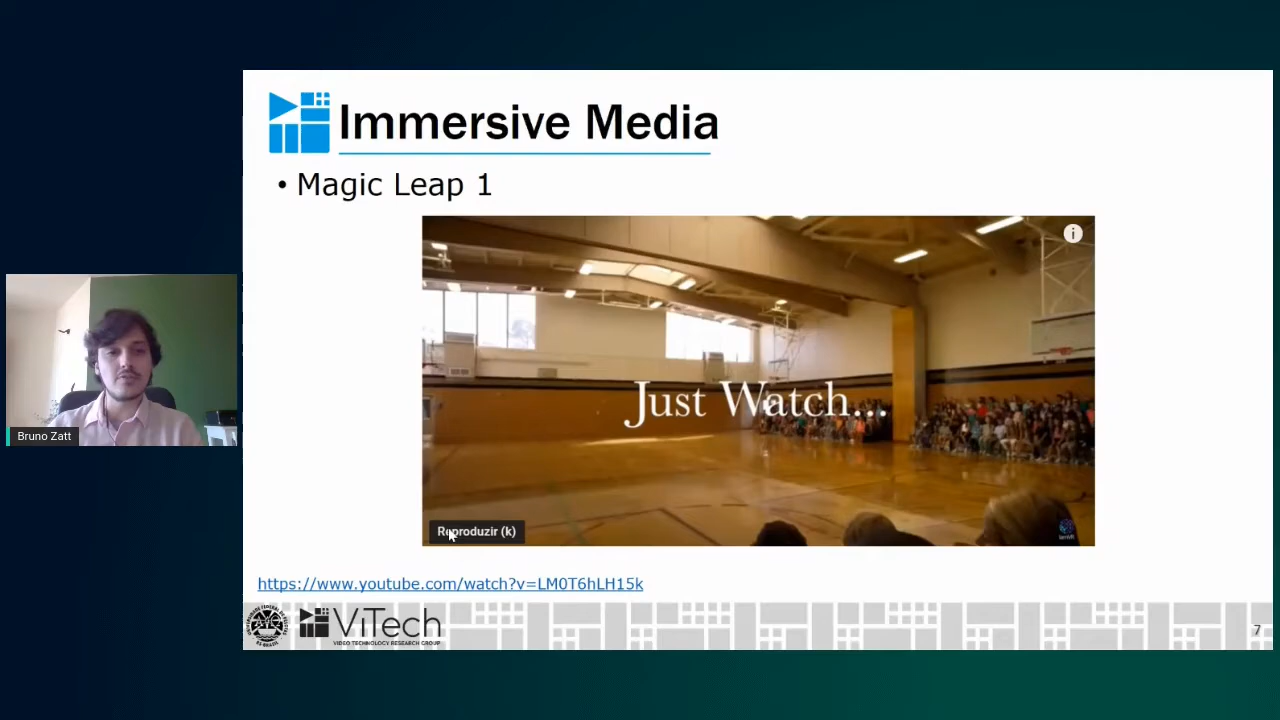 Immersive Media
• Magic Leap 1
Just Watch...
Reproduzir (k)
Bruno Zatt
https://www.youtube.com/watch?v=LM0T6hLH15k
ViTech
VIDEO TECHNOLOGY RESEARCH GROUP
7